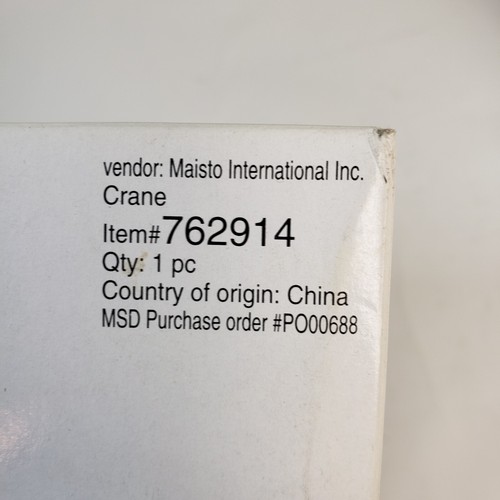 vendor: Maisto International Inc.
Crane
Item#762914
Qty: 1 pc
Country of origin: China
MSD Purchase order #PO00688